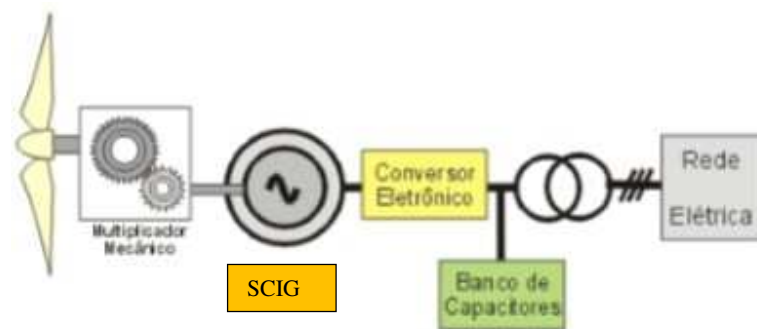 Multiplicador
Mecânico
SCIG
Conversor
Eletrônico
Banco de
Capacitores
Rede
Elétrica